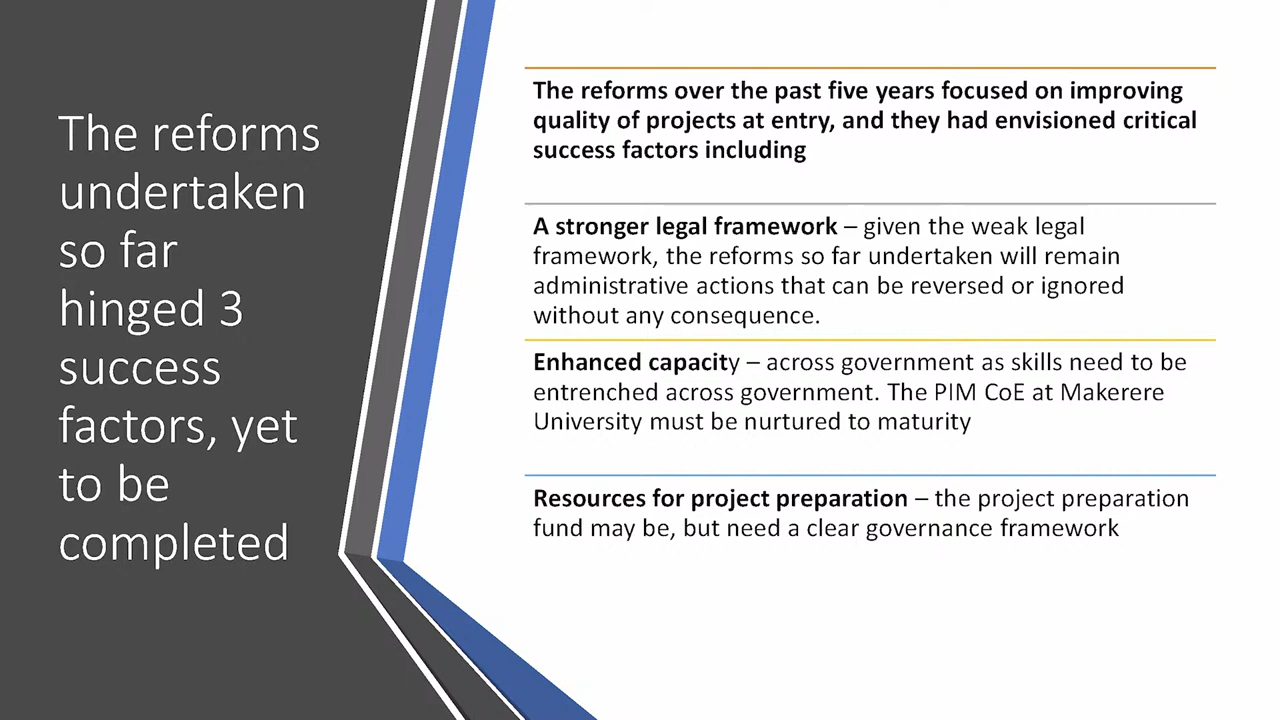 The reforms
undertaken
so far
hinged 3
success
factors, yet
to be
completed
The reforms over the past five years focused on improving
quality of projects at entry, and they had envisioned critical
success factors including
A stronger legal framework – given the weak legal
framework, the reforms so far undertaken will remain
administrative actions that can be reversed or ignored
without any consequence.
Enhanced capacity – across government as skills need to be
entrenched across government. The PIM CoE at Makerere
University must be nurtured to maturity
Resources for project preparation – the project preparation
fund may be, but need a clear governance framework